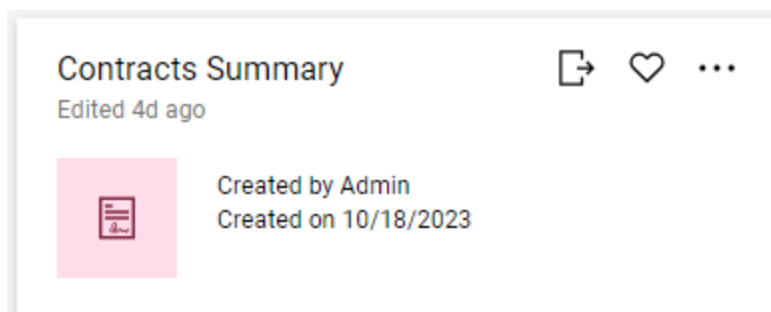 Contracts Summary
Edited 4d ago
Created by Admin
Created on 10/18/2023